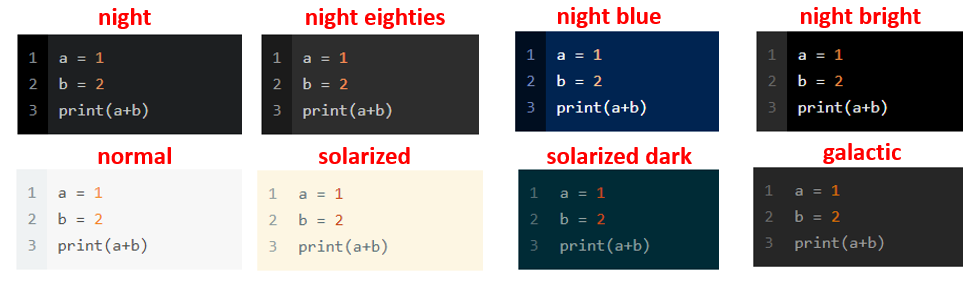 night
1 a = 1
2 b = 2
3 print(a+b)
night eighties
1 a = 1
2 b = 2
3 print(a+b)
night blue
1 a = 1
2 b = 2
3 print(a+b)
night bright
1 a = 1
2 b = 2
3 print(a+b)
normal
1 a = 1
2 b = 2
3 print(a+b)
solarized
1 a = 1
2 b = 2
3 print(a+b)
solarized dark
1 a = 1
2 b = 2
3 print(a+b)
galactic
1 a = 1
2 b = 2
3 print(a+b)